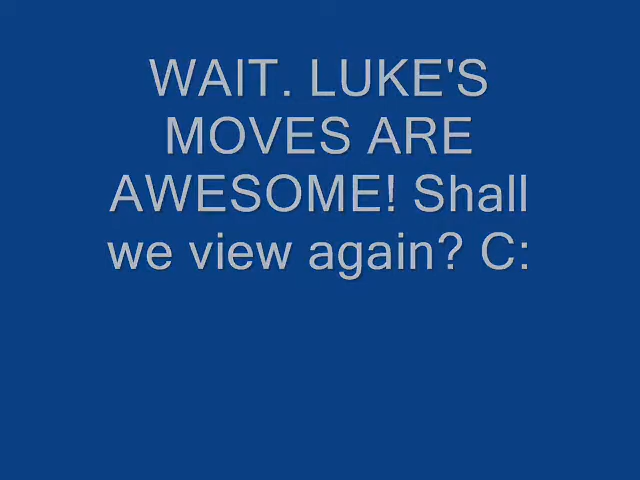 WAIT. LUKE'S
MOVES ARE
AWESOME! Shall
we view again? C: